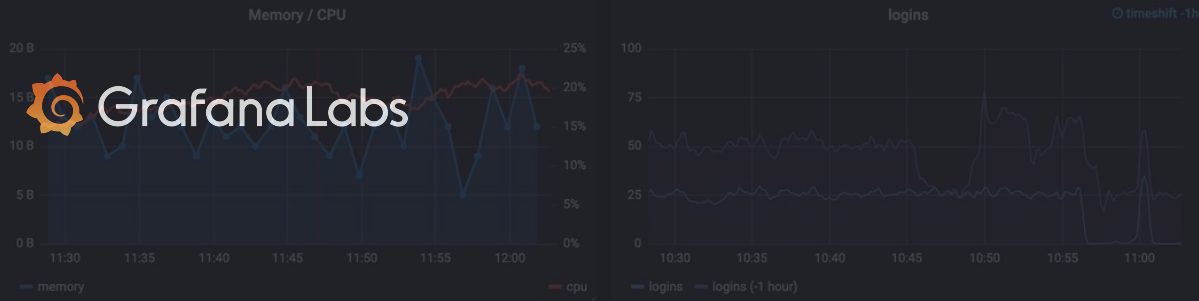 Memory / CPU
20 B
15 B
10 B
5 B
0 B
25%
20%
15%
10%
5%
0%
11:30 11:35 11:40 11:45 11:50 11:55 12:00
memory cpu
Grafana Labs
logins
timeshift -1h
100
75
50
25
0
10:30 10:35 10:40 10:45 10:50 10:55 11:00
logins logins (-1 hour)